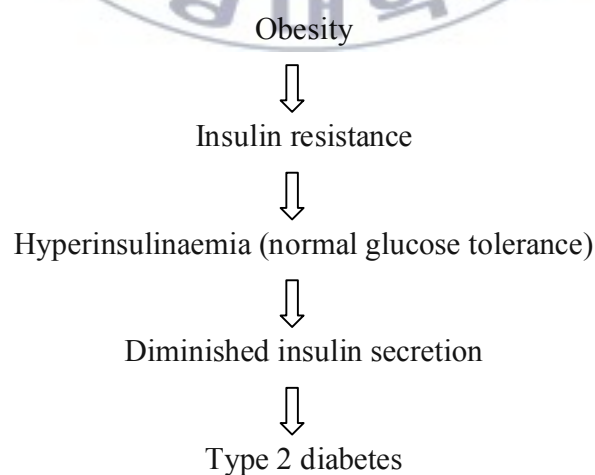 Obesity
Insulin resistance
Hyperinsulinaemia (normal glucose tolerance)
Diminished insulin secretion
Type 2 diabetes